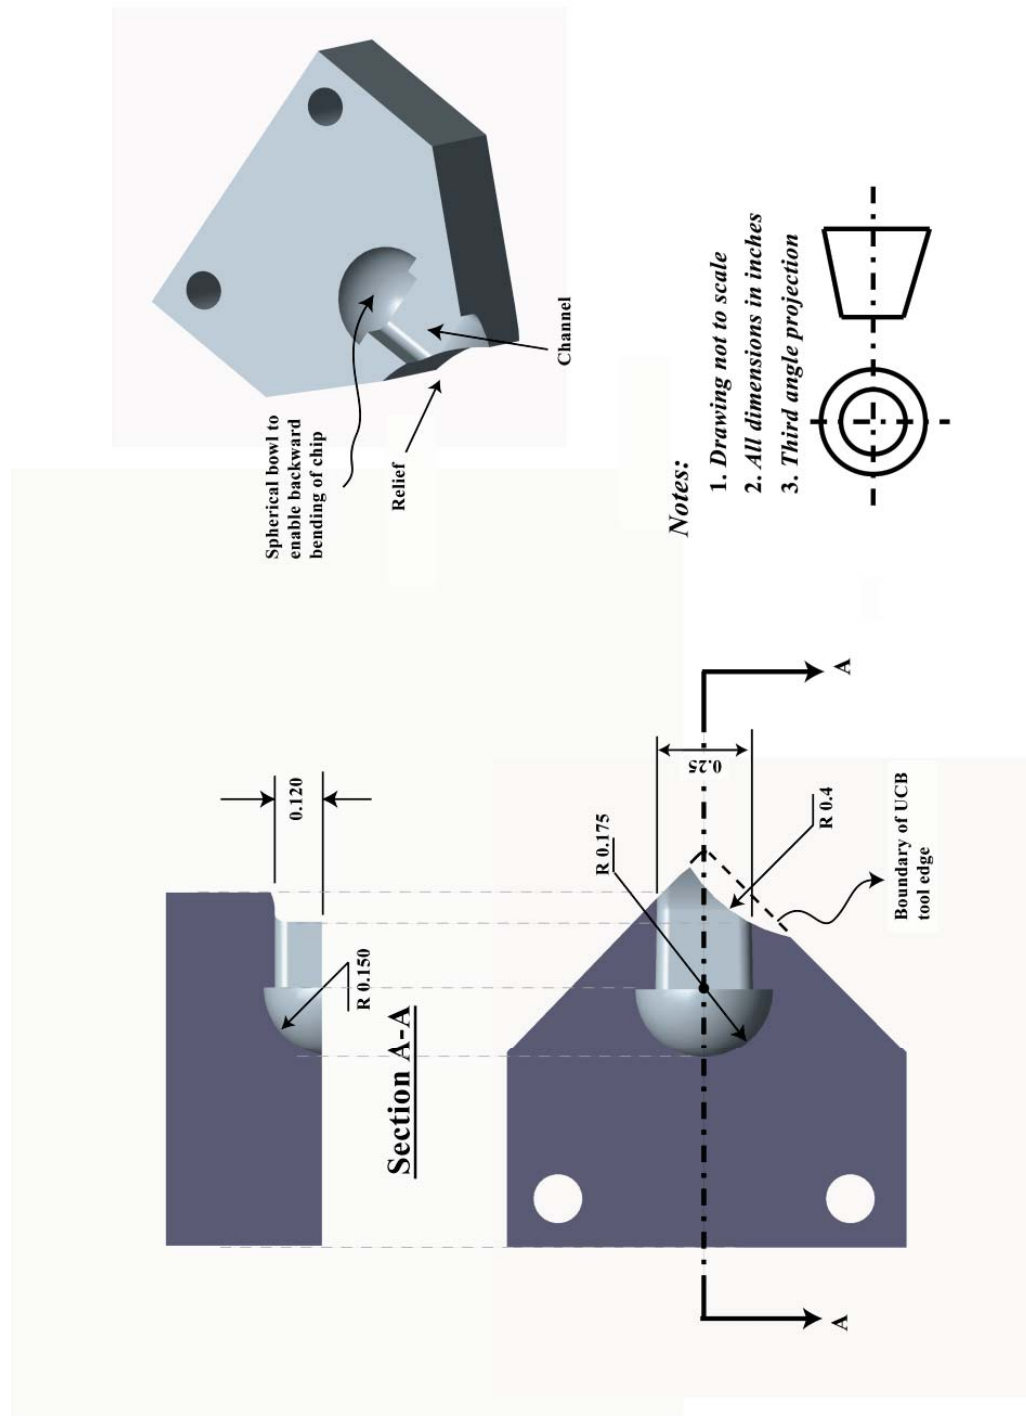 Spherical bowl to
enable backward
bending of chip
Relief
Channel
Notes:
1. Drawing not to scale
2. All dimensions in inches
3. Third angle projection
0.120
R 0.150
Section A-A
R 0.175
0.25
R 0.4
Boundary of UCB
tool edge
A
A